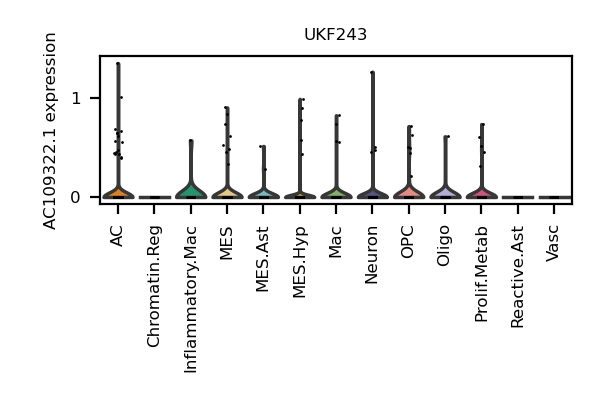 UKF243
AC109322.1 expression
1
0
AC
Chromatin.Reg
Inflammatory.Mac
MES
MES.Ast
MES.Hyp
Mac
Neuron
OPC
Oligo
Prolif.Metab
Reactive.Ast
Vasc